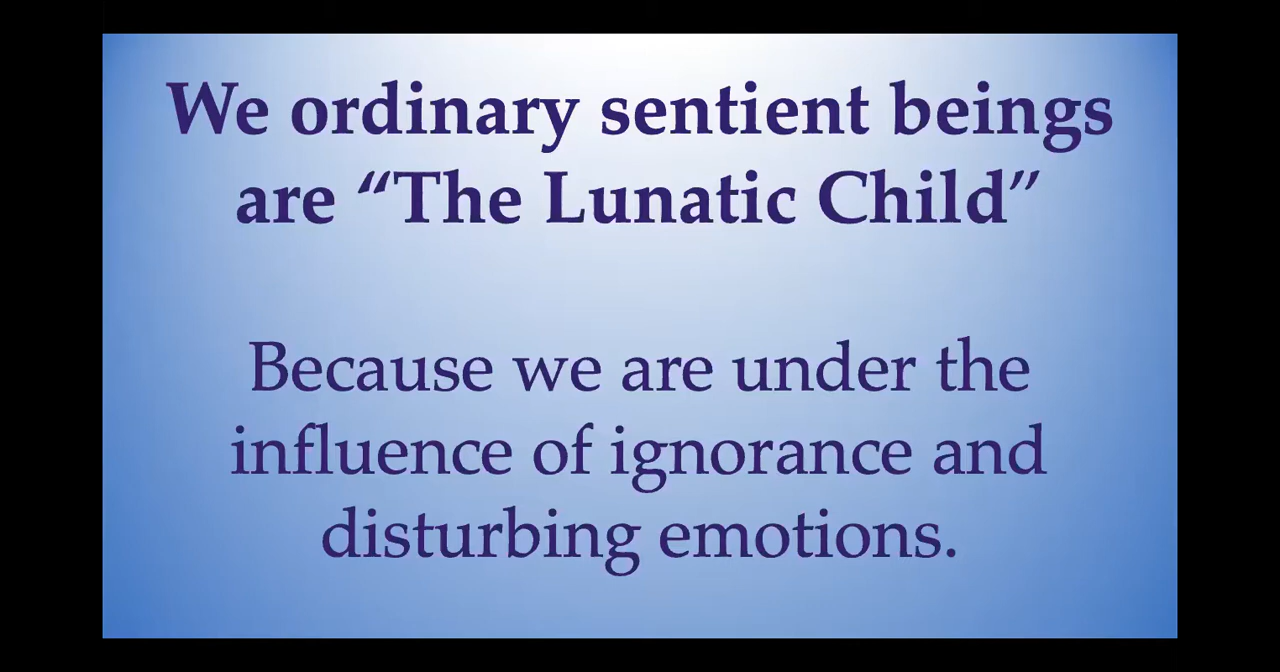 We ordinary sentient beings
are “The Lunatic Child”
Because we are under the
influence of ignorance and
disturbing emotions.